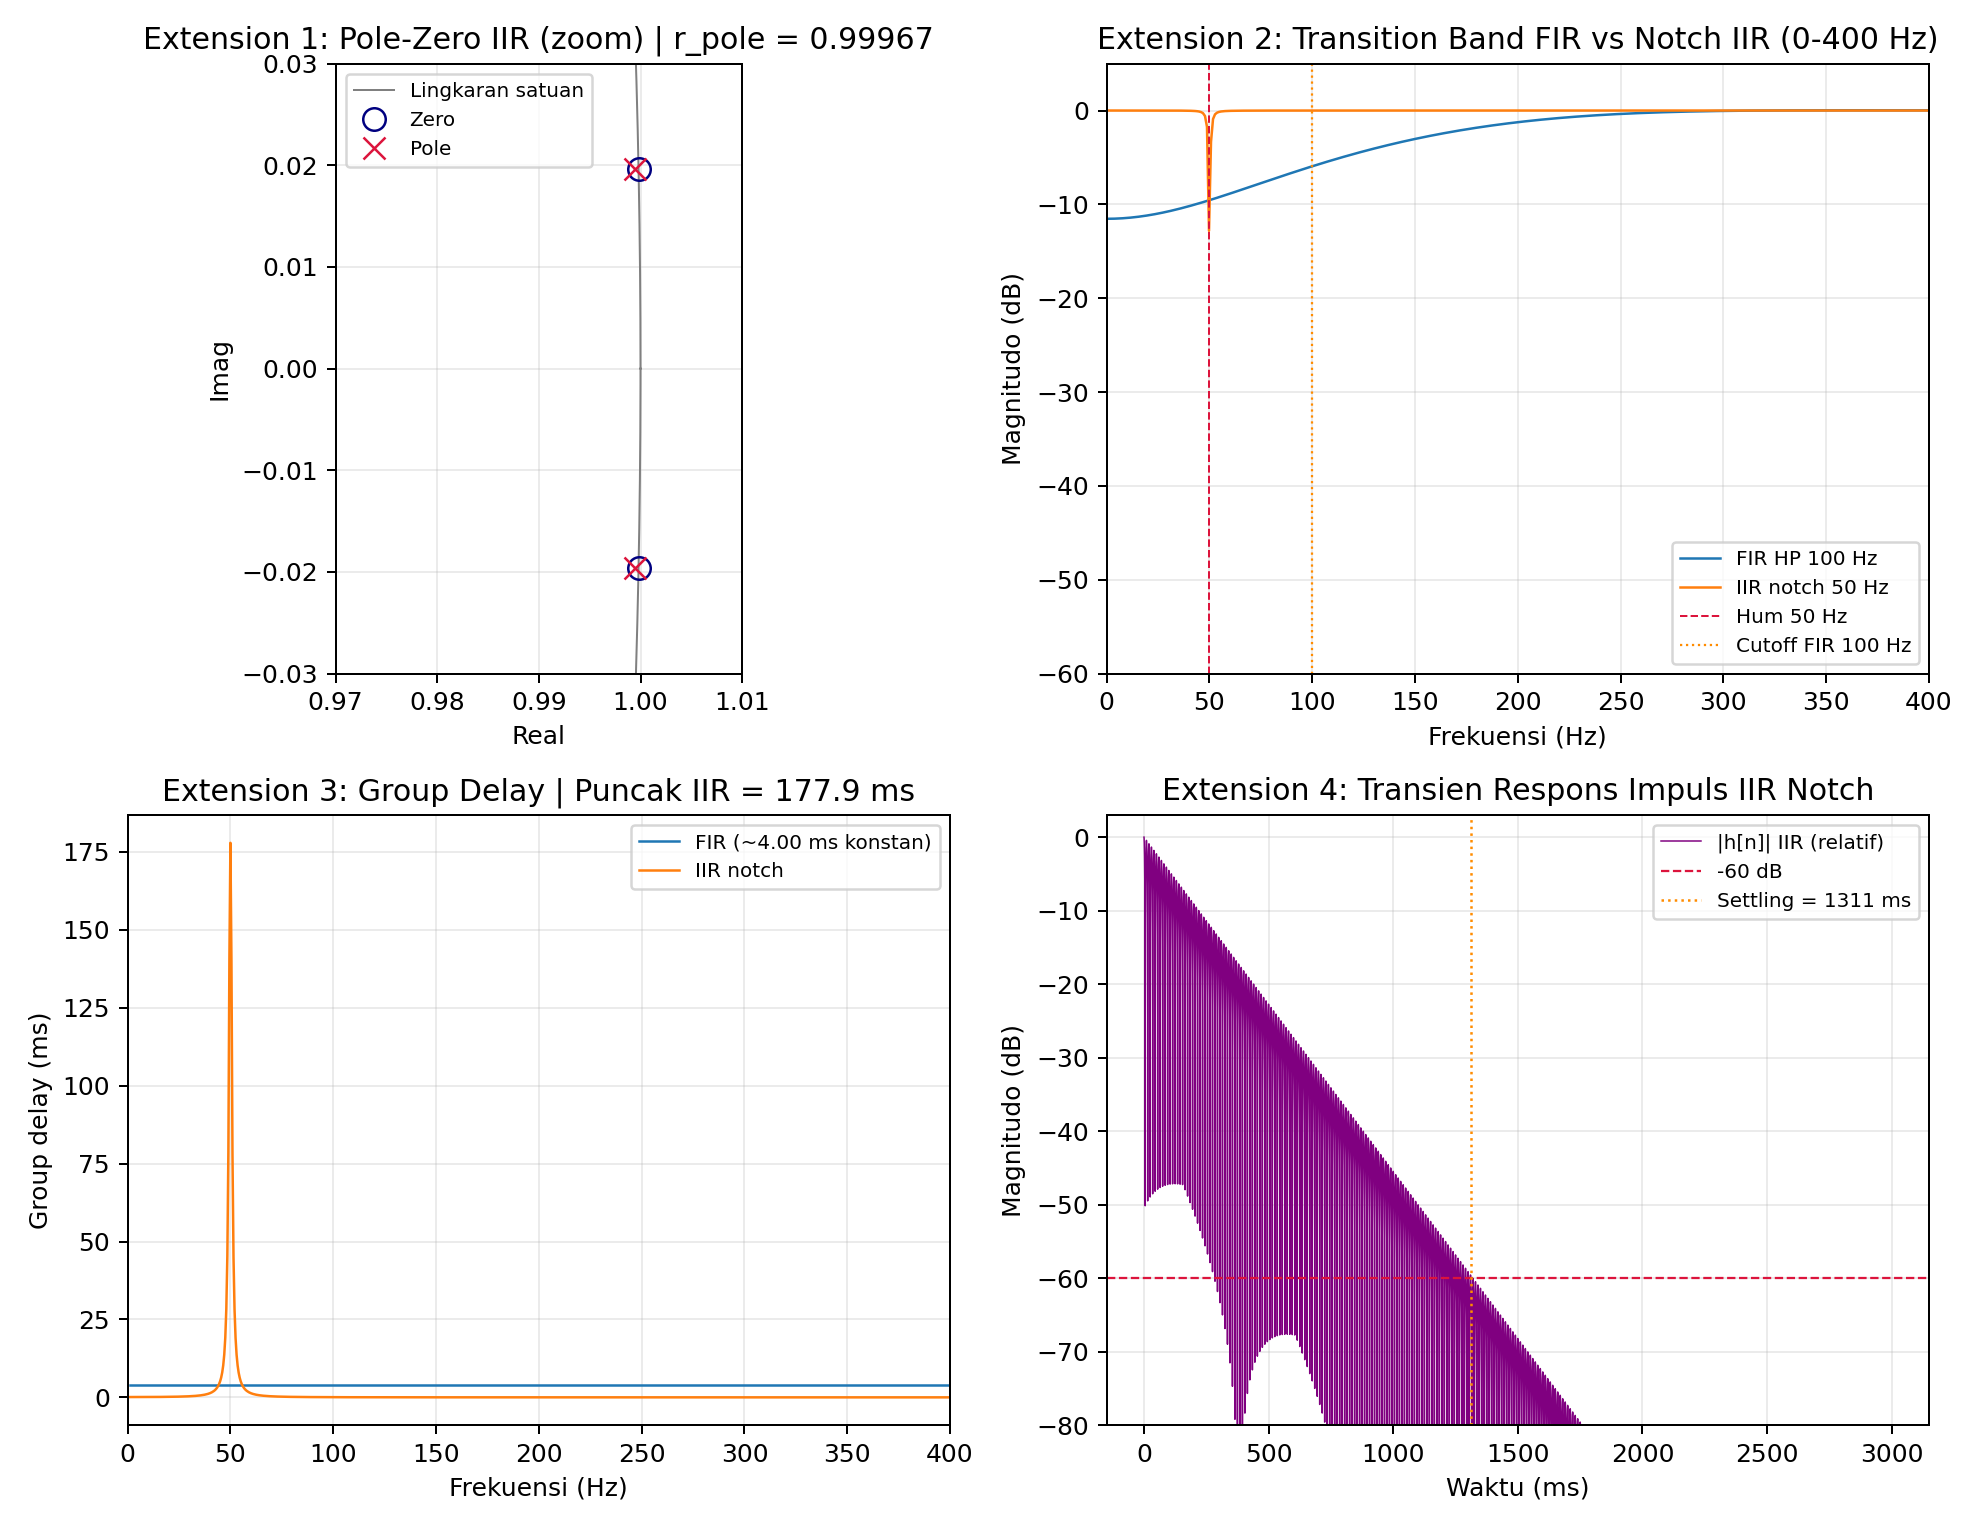 Extension 1: Pole-Zero IIR (zoom) | r_pole = 0.99967
0.03
0.02
0.01
0.00
−0.01
−0.02
−0.03
Imag
Lingkaran satuan
Zero
Pole
0.97 0.98 0.99 1.00 1.01
Real
Extension 2: Transition Band FIR vs Notch IIR (0-400 Hz)
0
−10
−20
−30
−40
−50
−60
Magnitudo (dB)
FIR HP 100 Hz
IIR notch 50 Hz
Hum 50 Hz
Cutoff FIR 100 Hz
0 50 100 150 200 250 300 350 400
Frekuensi (Hz)
Extension 3: Group Delay | Puncak IIR = 177.9 ms
175
150
125
100
75
50
25
0
Group delay (ms)
FIR (~4.00 ms konstan)
IIR notch
0 50 100 150 200 250 300 350 400
Frekuensi (Hz)
Extension 4: Transien Respons Impuls IIR Notch
0
−10
−20
−30
−40
−50
−60
−70
−80
Magnitudo (dB)
|h[n]| IIR (relatif)
-60 dB
Settling = 1311 ms
0 500 1000 1500 2000 2500 3000
Waktu (ms)